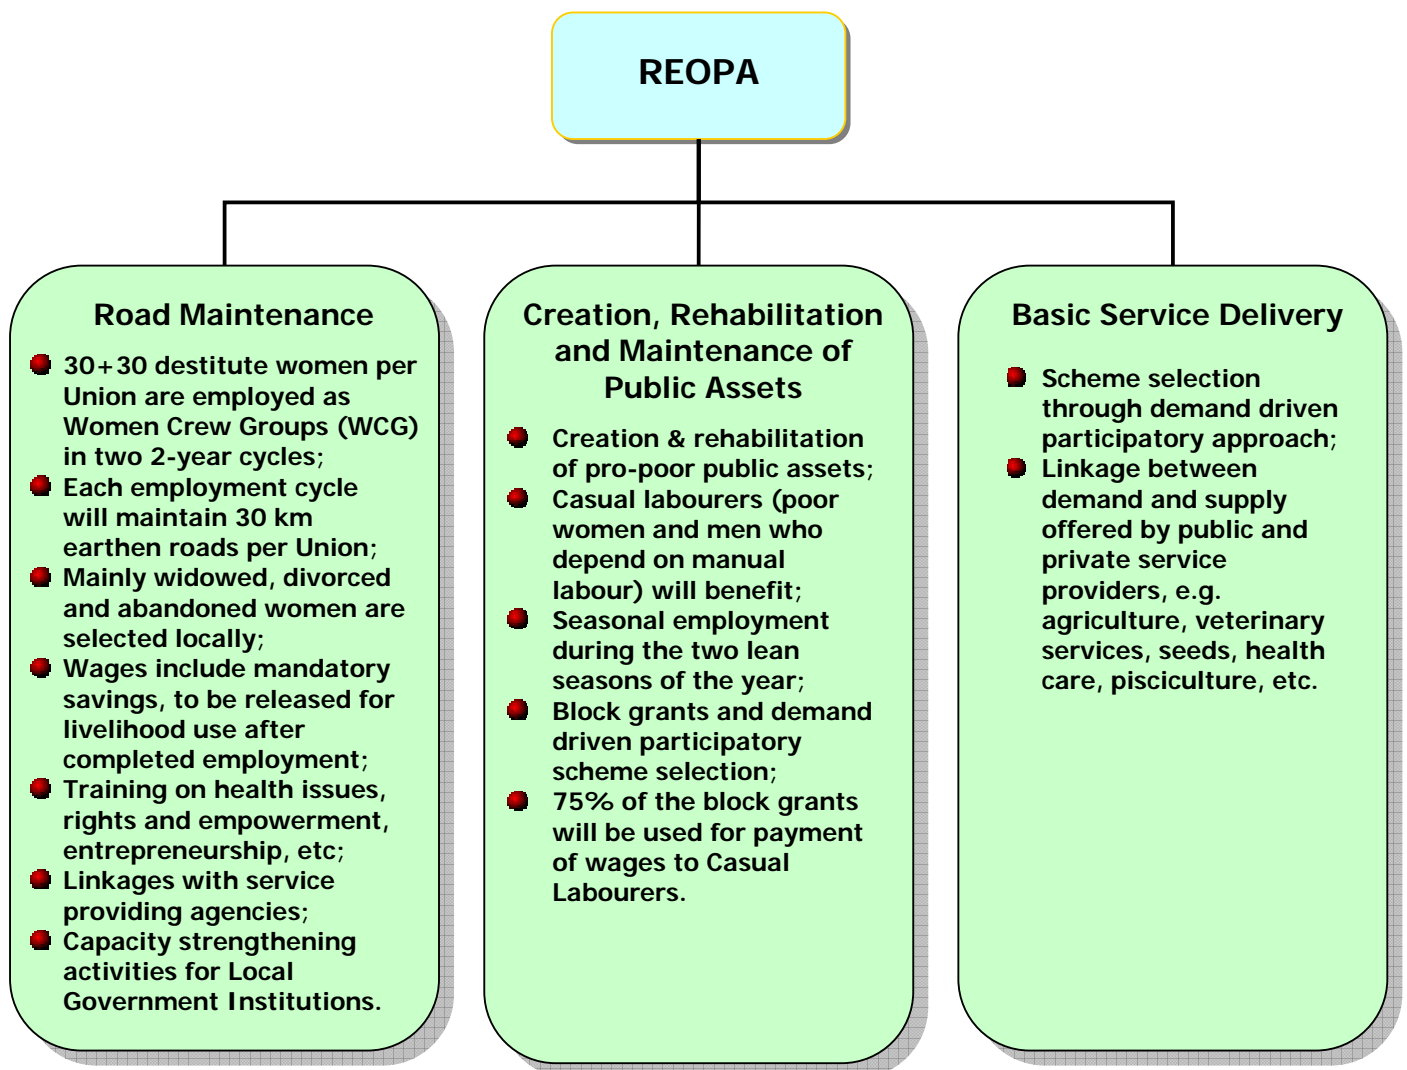 REOPA
Road Maintenance
30+30 destitute women per
Union are employed as
Women Crew Groups (WCG)
in two 2-year cycles;
Each employment cycle
will maintain 30 km
earthen roads per Union;
Mainly widowed, divorced
and abandoned women are
selected locally;
Wages include mandatory
savings, to be released for
livelihood use after
completed employment;
Training on health issues,
rights and empowerment,
entrepreneurship, etc;
Linkages with service
providing agencies;
Capacity strengthening
activities for Local
Government Institutions.
Creation, Rehabilitation
and Maintenance of
Public Assets
Creation & rehabilitation
of pro-poor public assets;
Casual labourers (poor
women and men who
depend on manual
labour) will benefit;
Seasonal employment
during the two lean
seasons of the year;
Block grants and demand
driven participatory
scheme selection;
75% of the block grants
will be used for payment
of wages to Casual
Labourers.
Basic Service Delivery
Scheme selection
through demand driven
participatory approach;
Linkage between
demand and supply
offered by public and
private service
providers, e.g.
agriculture, veterinary
services, seeds, health
care, pisciculture, etc.